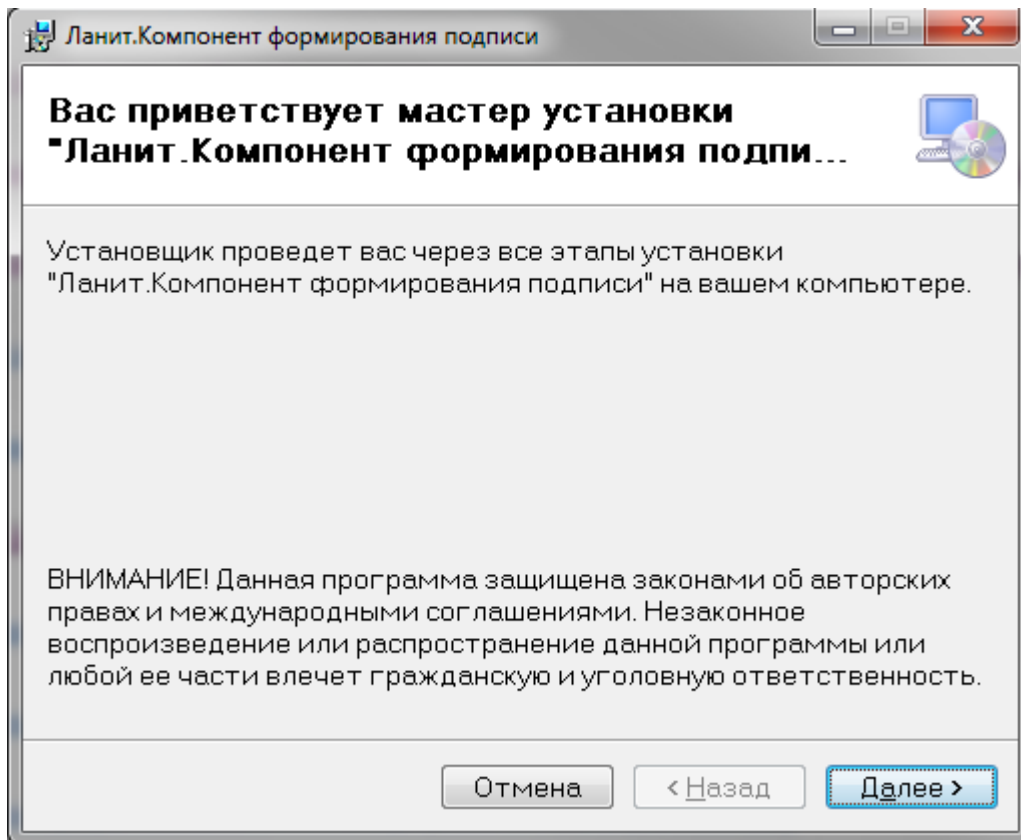 Ланит.Компонент формирования подписи
Вас приветствует мастер установки
"Ланит.Компонент формирования подпи...
Установщик проведет вас через все этапы установки
"Ланит.Компонент формирования подписи" на вашем компьютере.
ВНИМАНИЕ! Данная программа защищена законами об авторских
правах и международными соглашениями. Незаконное
воспроизведение или распространение данной программы или
любой ее части влечет гражданскую и уголовную ответственность.
Отмена
< Назад
Далее >